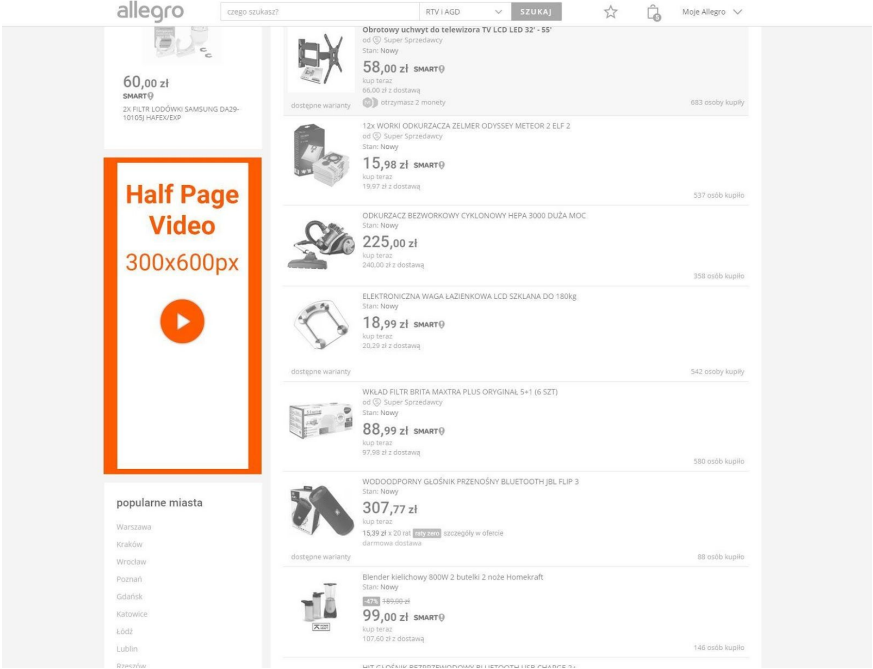 allegro
czego szukasz?
RTV i AGD
SZUKAJ
5
Moje Allegro
60,00 zł
SMART
2X FILTR LODÓWKI SAMSUNG DA29-
10105J HAFEX/EXP
Half Page
Video
300x600px
popularne miasta
Warszawa
Kraków
Wrocław
Poznań
Gdańsk
Katowice
Łódź
Lublin
Rzeszów
Obrotowy uchwyt do telewizora TV LCD LED 32" - 55"
od Super Sprzedawcy
Stan: Nowy
58,00 zł SMART
kup teraz
66,00 zł z dostawą
dostępne warianty
otrzymasz 2 monety
683 osoby kupiły
12x WORKI ODKURZACZA ZELMER ODYSSEY METEOR 2 ELF 2
od Super Sprzedawcy
Stan: Nowy
15,98 zł SMART
kup teraz
19,97 zł z dostawą
537 osób kupiło
ODKURZACZ BEZWORKOWY CYKLONOWY HEPA 3000 DUŻA MOC
Stan: Nowy
225,00 zł
kup teraz
240,00 zł z dostawą
358 osób kupiło
ELEKTRONICZNA WAGA ŁAZIENKOWA LCD SZKLANA DO 180kg
Stan: Nowy
18,99 zł SMART
kup teraz
20,29 zł z dostawą
dostępne warianty
542 osoby kupiły
WKŁAD FILTR BRITA MAXTRA PLUS ORYGINAŁ 5+1 (6 SZT)
od Super Sprzedawcy
Stan: Nowy
88,99 zł SMART
kup teraz
97,98 zł z dostawą
580 osób kupiło
WODOODPORNY GŁOŚNIK PRZENOŚNY BLUETOOTH JBL FLIP 3
Stan: Nowy
307,77 zł
kup teraz
15,39 zł x 20 rat raty zero szczegóły w ofercie
darmowa dostawa
dostępne warianty
88 osób kupiło
Blender kielichowy 800W 2 butelki 2 noże Homekraft
Stan: Nowy
-47% 189,00 zł
99,00 zł SMART
kup teraz
107,60 zł z dostawą
146 osób kupiło
HIT GŁOŚNIK BEZPRZEWODOWY BLUETOOTH USB CHARGE 2+